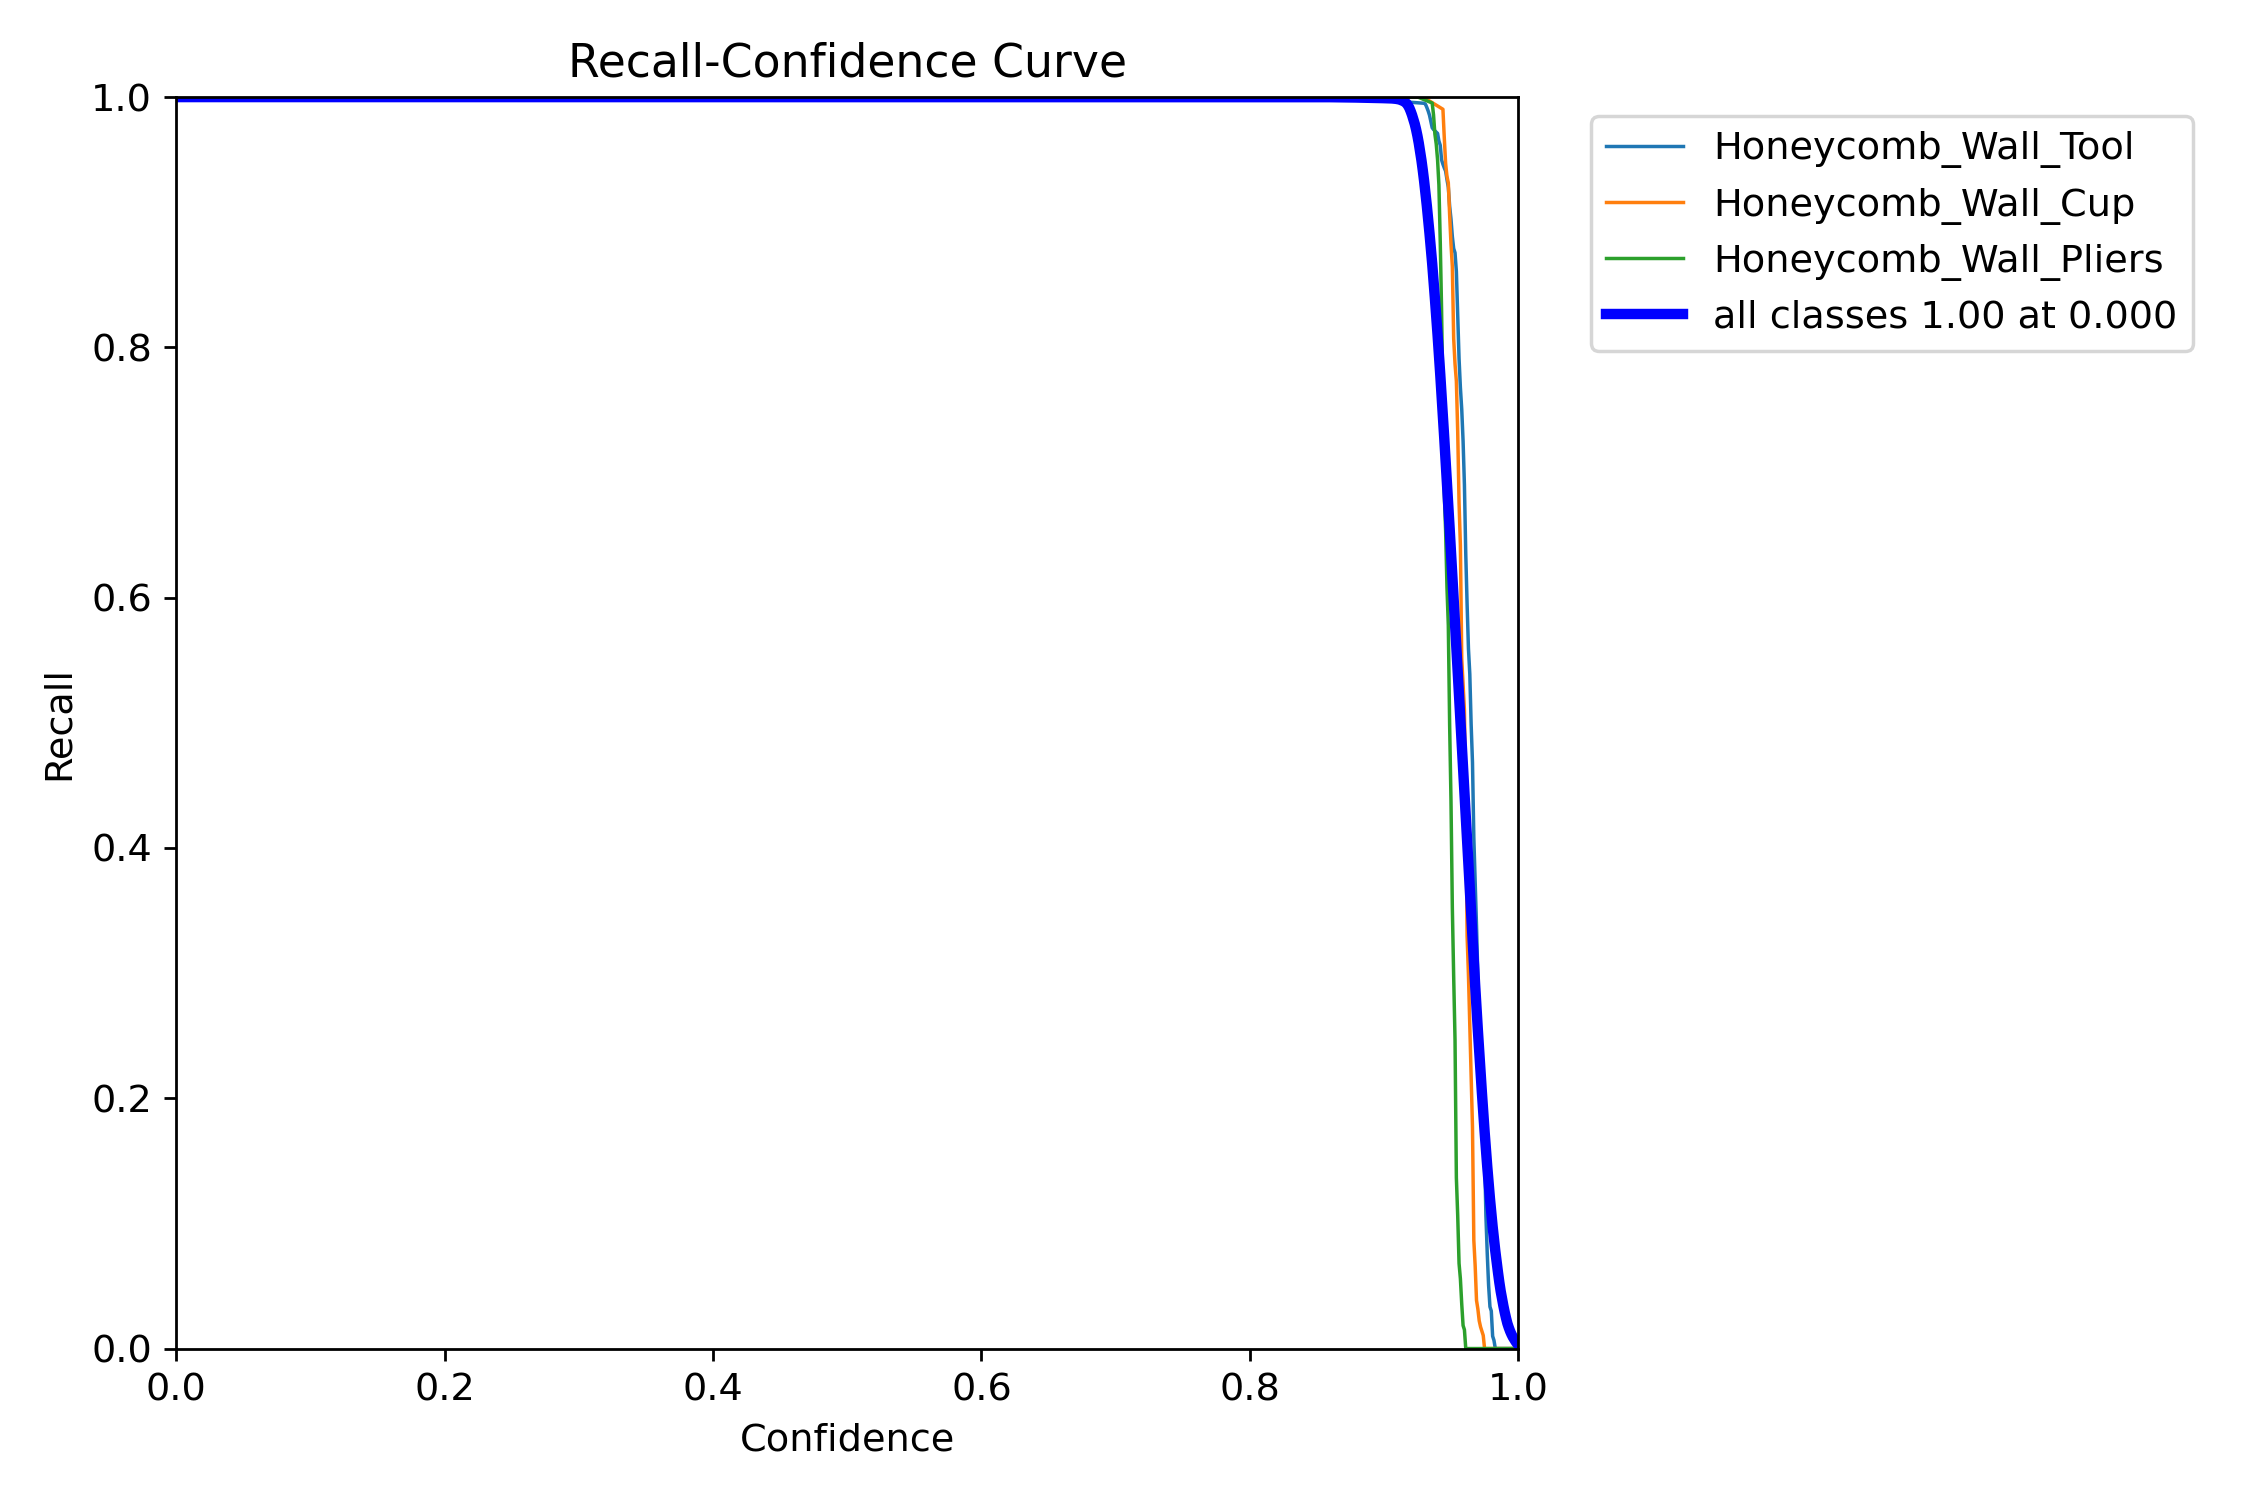 Recall-Confidence Curve
1.0
0.8
0.6
0.4
0.2
0.0
Recall
0.0 0.2 0.4 0.6 0.8 1.0
Confidence
Honeycomb_Wall_Tool
Honeycomb_Wall_Cup
Honeycomb_Wall_Pliers
all classes 1.00 at 0.000